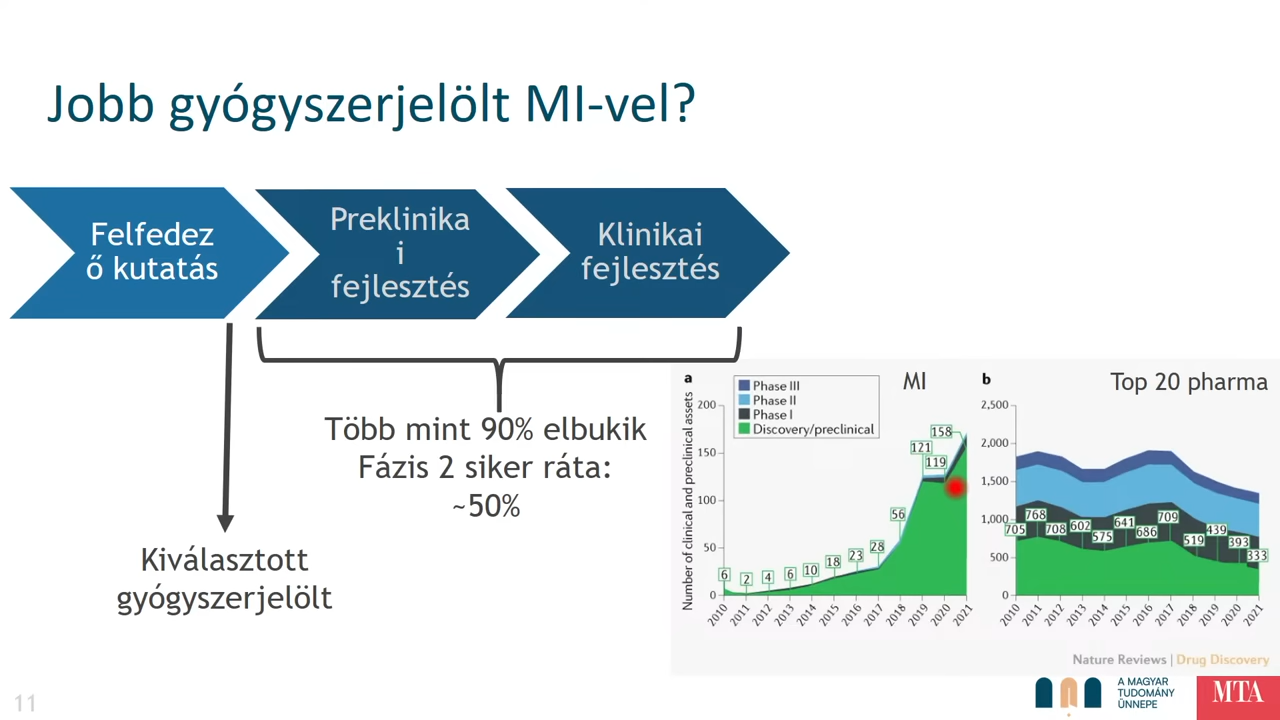 Jobb gyógyszerjelölt MI-vel?
Felfedez
ő kutatás
Preklinika
i
fejlesztés
Klinikai
fejlesztés
Több mint 90% elbukik
Fázis 2 siker ráta:
~50%
Kiválasztott
gyógyszerjelölt
a
MI
Phase III
Phase II
Phase I
Discovery/preclinical
Number of clinical and preclinical assets
200
150
100
50
0
6
2
4
6
10
18
23
28
56
121
119
158
2010
2011
2012
2013
2014
2015
2016
2017
2018
2019
2020
2021
b
Top 20 pharma
2,500
2,000
1,500
1,000
500
0
705
768
708
602
575
641
686
709
519
439
393
333
2010
2011
2012
2013
2014
2015
2016
2017
2018
2019
2020
2021
Nature Reviews | Drug Discovery
A MAGYAR
TUDOMÁNY
ÜNNEPE
MTA
11